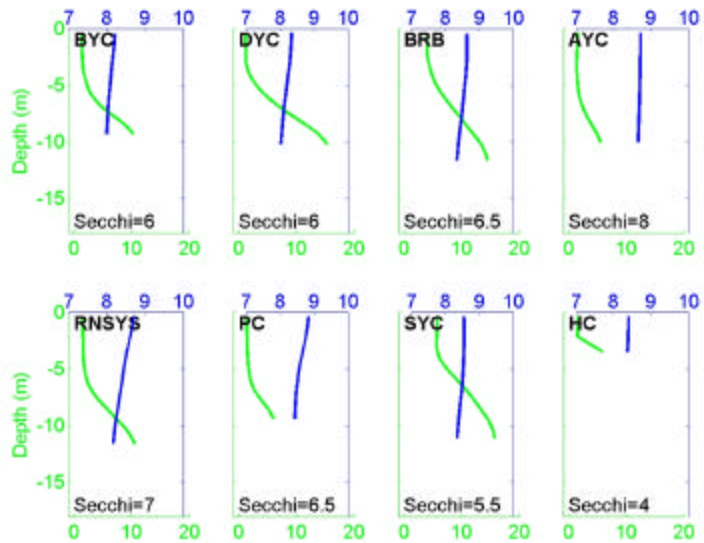 7 8 9 10 7 8 9 10 7 8 9 10 7 8 9 10
0 BYC DYC BRB AYC
-5
-10
-15
Depth (m)
Secchi=6 Secchi=6 Secchi=6.5 Secchi=8
0 10 20 0 10 20 0 10 20 0 10 20
7 8 9 10 7 8 9 10 7 8 9 10 7 8 9 10
0 RNSYS PC SYC HC
-5
-10
-15
Depth (m)
Secchi=7 Secchi=6.5 Secchi=5.5 Secchi=4
0 10 20 0 10 20 0 10 20 0 10 20